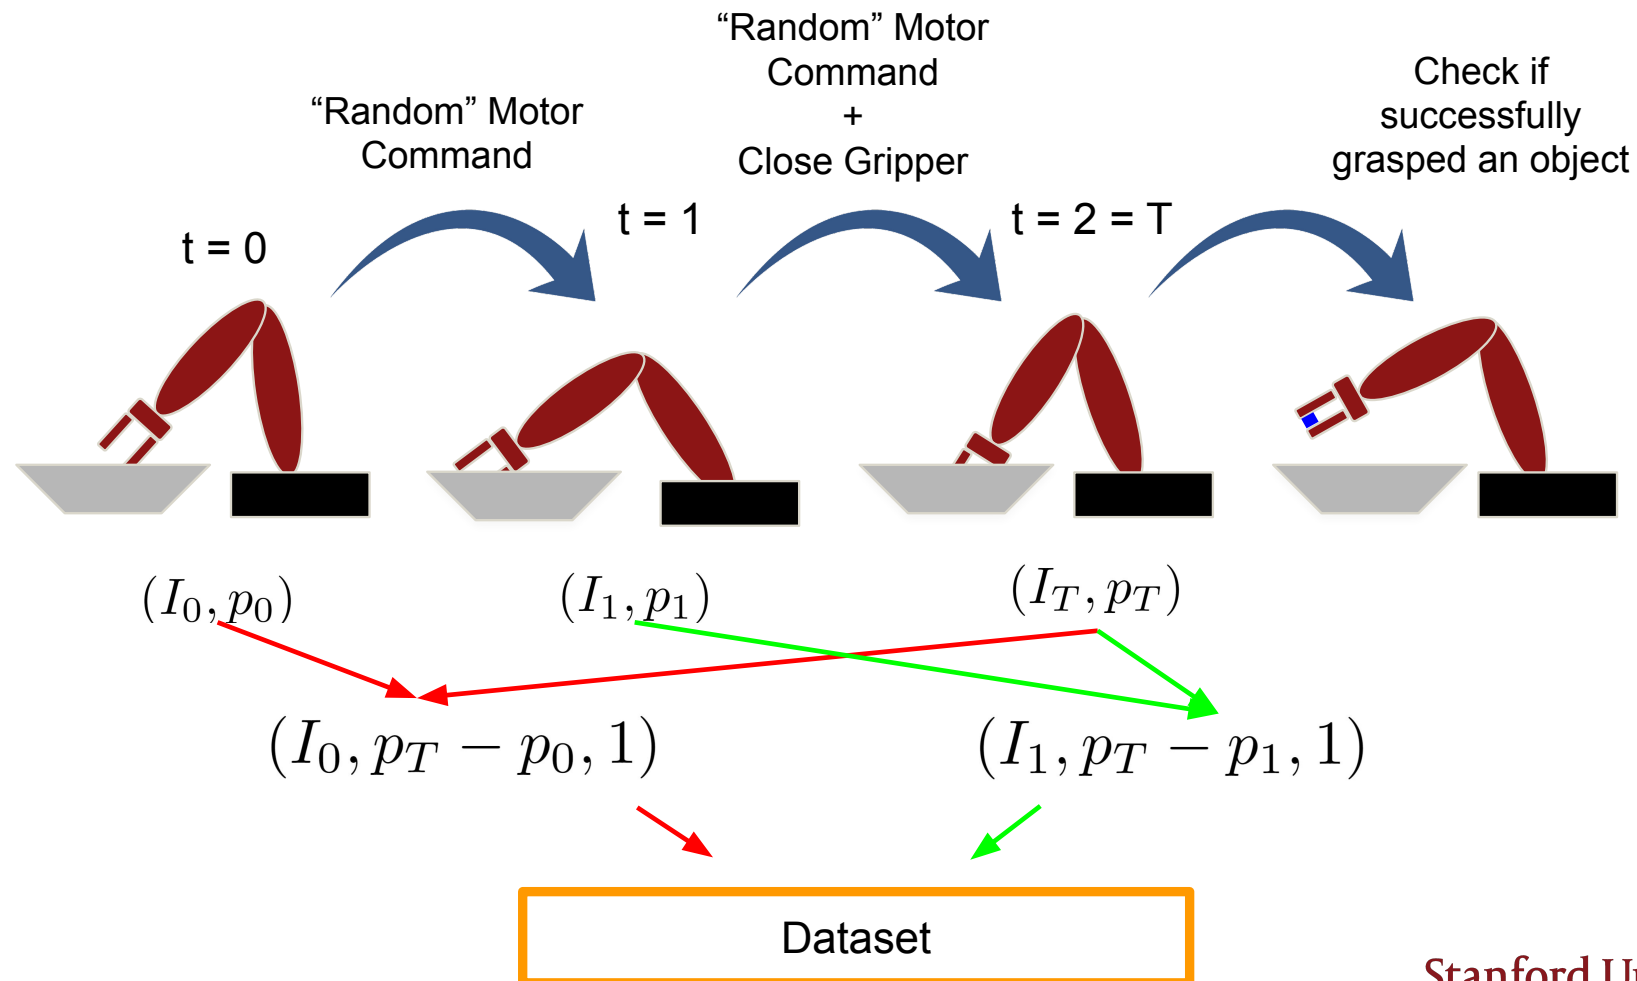 “Random” Motor
Command
“Random” Motor
Command
+
Close Gripper
Check if
successfully
grasped an object
t = 0
t = 1
t = 2 = T
(I_0, p_0)
(I_1, p_1)
(I_T, p_T)
(I_0, p_T − p_0, 1)
(I_1, p_T − p_1, 1)
Dataset
Stanford